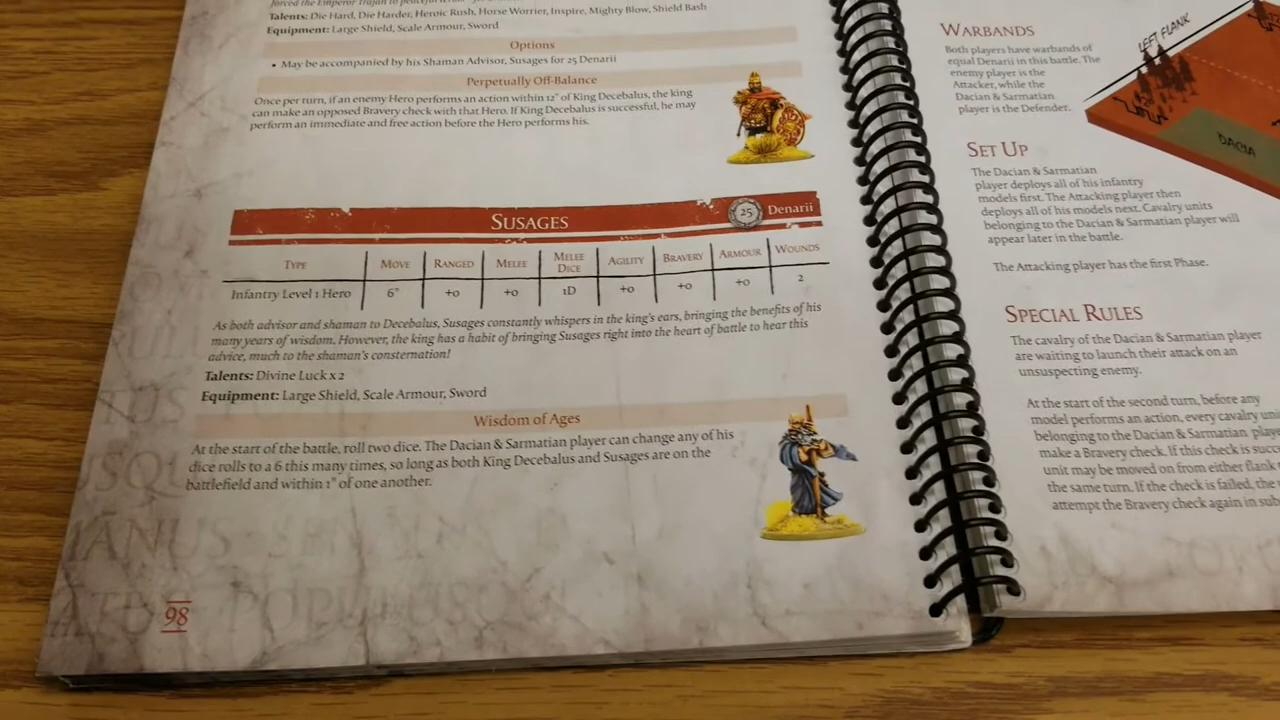 forced the Emperor Trajan to peaceful
Talents: Die Hard, Die Harder, Heroic Rush, Horse Worrier, Inspire, Mighty Blow, Shield Bash
Equipment: Large Shield, Scale Armour, Sword
Options
• May be accompanied by his Shaman Advisor, Susages for 25 Denarii
Perpetually Off-Balance
Once per turn, if an enemy Hero performs an action within 12" of King Decebalus, the king
can make an opposed Bravery check with that Hero. If King Decebalus is successful, he may
perform an immediate and free action before the Hero performs his.
SUSAGES 25 Denarii
TYPE MOVE RANGED MELEE MELEE DICE AGILITY BRAVERY ARMOUR WOUNDS
Infantry Level 1 Hero 6" +0 +0 1D +0 +0 +0 2
As both advisor and shaman to Decebalus, Susages constantly whispers in the king's ears, bringing the benefits of his
many years of wisdom. However, the king has a habit of bringing Susages right into the heart of battle to hear this
advice, much to the shaman's consternation!
Talents: Divine Luck x 2
Equipment: Large Shield, Scale Armour, Sword
Wisdom of Ages
At the start of the battle, roll two dice. The Dacian & Sarmatian player can change any of his
dice rolls to a 6 this many times, so long as both King Decebalus and Susages are on the
battlefield and within 1" of one another.
98
WARBANDS
Both players have warbands of
equal Denarii in this battle. The
enemy player is the
Attacker, while the
Dacian & Sarmatian
player is the Defender.
LEFT FLANK
DACIA
SET UP
The Dacian & Sarmatian
player deploys all of his infantry
models first. The Attacking player then
deploys all of his models next. Cavalry units
belonging to the Dacian & Sarmatian player will
appear later in the battle.
The Attacking player has the first Phase.
SPECIAL RULES
The cavalry of the Dacian & Sarmatian player
are waiting to launch their attack on an
unsuspecting enemy.
At the start of the second turn, before any
model performs an action, every cavalry
belonging to the Dacian & Sarmatian
make a Bravery check. If this check is
unit may be moved on from either flank
the same turn. If the check is failed, the
attempt the Bravery check again in